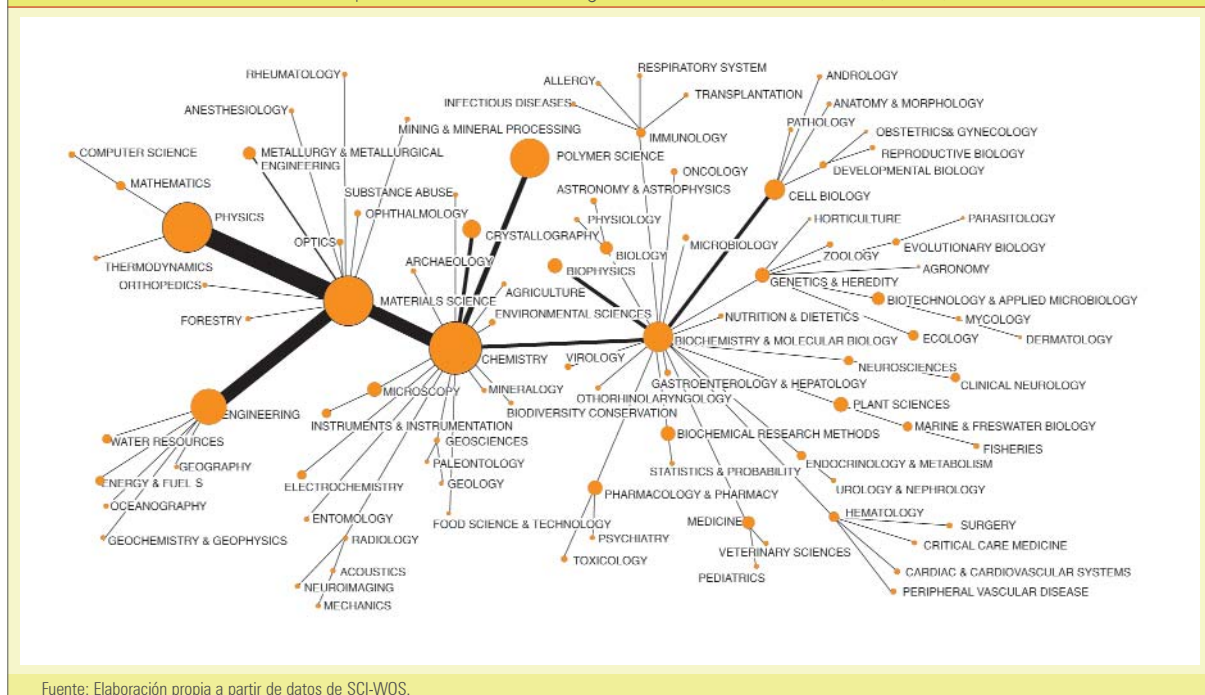 RHEUMATOLOGY
ANESTHESIOLOGY
MINING & MINERAL PROCESSING
COMPUTER SCIENCE
METALLURGY & METALLURGICAL
ENGINEERING
MATHEMATICS
PHYSICS
SUBSTANCE ABUSE
OPHTHALMOLOGY
OPTICS
THERMODYNAMICS
ORTHOPEDICS
FORESTRY
MATERIALS SCIENCE
ARCHAEOLOGY
CRYSTALLOGRAPHY
POLYMER SCIENCE
AGRICULTURE
ENVIRONMENTAL SCIENCES
CHEMISTRY
ENGINEERING
WATER RESOURCES
GEOGRAPHY
ENERGY & FUEL S
OCEANOGRAPHY
GEOCHEMISTRY & GEOPHYSICS
MICROSCOPY
INSTRUMENTS & INSTRUMENTATION
MINERALOGY
BIODIVERSITY CONSERVATION
GEOSCIENCES
PALEONTOLOGY
GEOLOGY
ELECTROCHEMISTRY
ENTOMOLOGY
FOOD SCIENCE & TECHNOLOGY
RADIOLOGY
ACOUSTICS
NEUROIMAGING
MECHANICS
RESPIRATORY SYSTEM
ALLERGY
TRANSPLANTATION
INFECTIOUS DISEASES
IMMUNOLOGY
ONCOLOGY
ASTRONOMY & ASTROPHYSICS
PHYSIOLOGY
BIOLOGY
BIOPHYSICS
MICROBIOLOGY
ANDROLOGY
ANATOMY & MORPHOLOGY
PATHOLOGY
OBSTETRICS& GYNECOLOGY
REPRODUCTIVE BIOLOGY
DEVELOPMENTAL BIOLOGY
CELL BIOLOGY
HORTICULTURE
PARASITOLOGY
ZOOLOGY
EVOLUTIONARY BIOLOGY
AGRONOMY
GENETICS & HEREDITY
BIOTECHNOLOGY & APPLIED MICROBIOLOGY
MYCOLOGY
ECOLOGY
DERMATOLOGY
NUTRITION & DIETETICS
BIOCHEMISTRY & MOLECULAR BIOLOGY
VIROLOGY
NEUROSCIENCES
CLINICAL NEUROLOGY
GASTROENTEROLOGY & HEPATOLOGY
OTHORHINOLARYNGOLOGY
PLANT SCIENCES
MARINE & FRESWATER BIOLOGY
FISHERIES
BIOCHEMICAL RESEARCH METHODS
STATISTICS & PROBABILITY
ENDOCRINOLOGY & METABOLISM
UROLOGY & NEPHROLOGY
PHARMACOLOGY & PHARMACY
PSYCHIATRY
TOXICOLOGY
MEDICINE
VETERINARY SCIENCES
PEDIATRICS
HEMATOLOGY
SURGERY
CRITICAL CARE MEDICINE
CARDIAC & CARDIOVASCULAR SYSTEMS
PERIPHERAL VASCULAR DISEASE
Fuente: Elaboración propia a partir de datos de SCI-WOS.